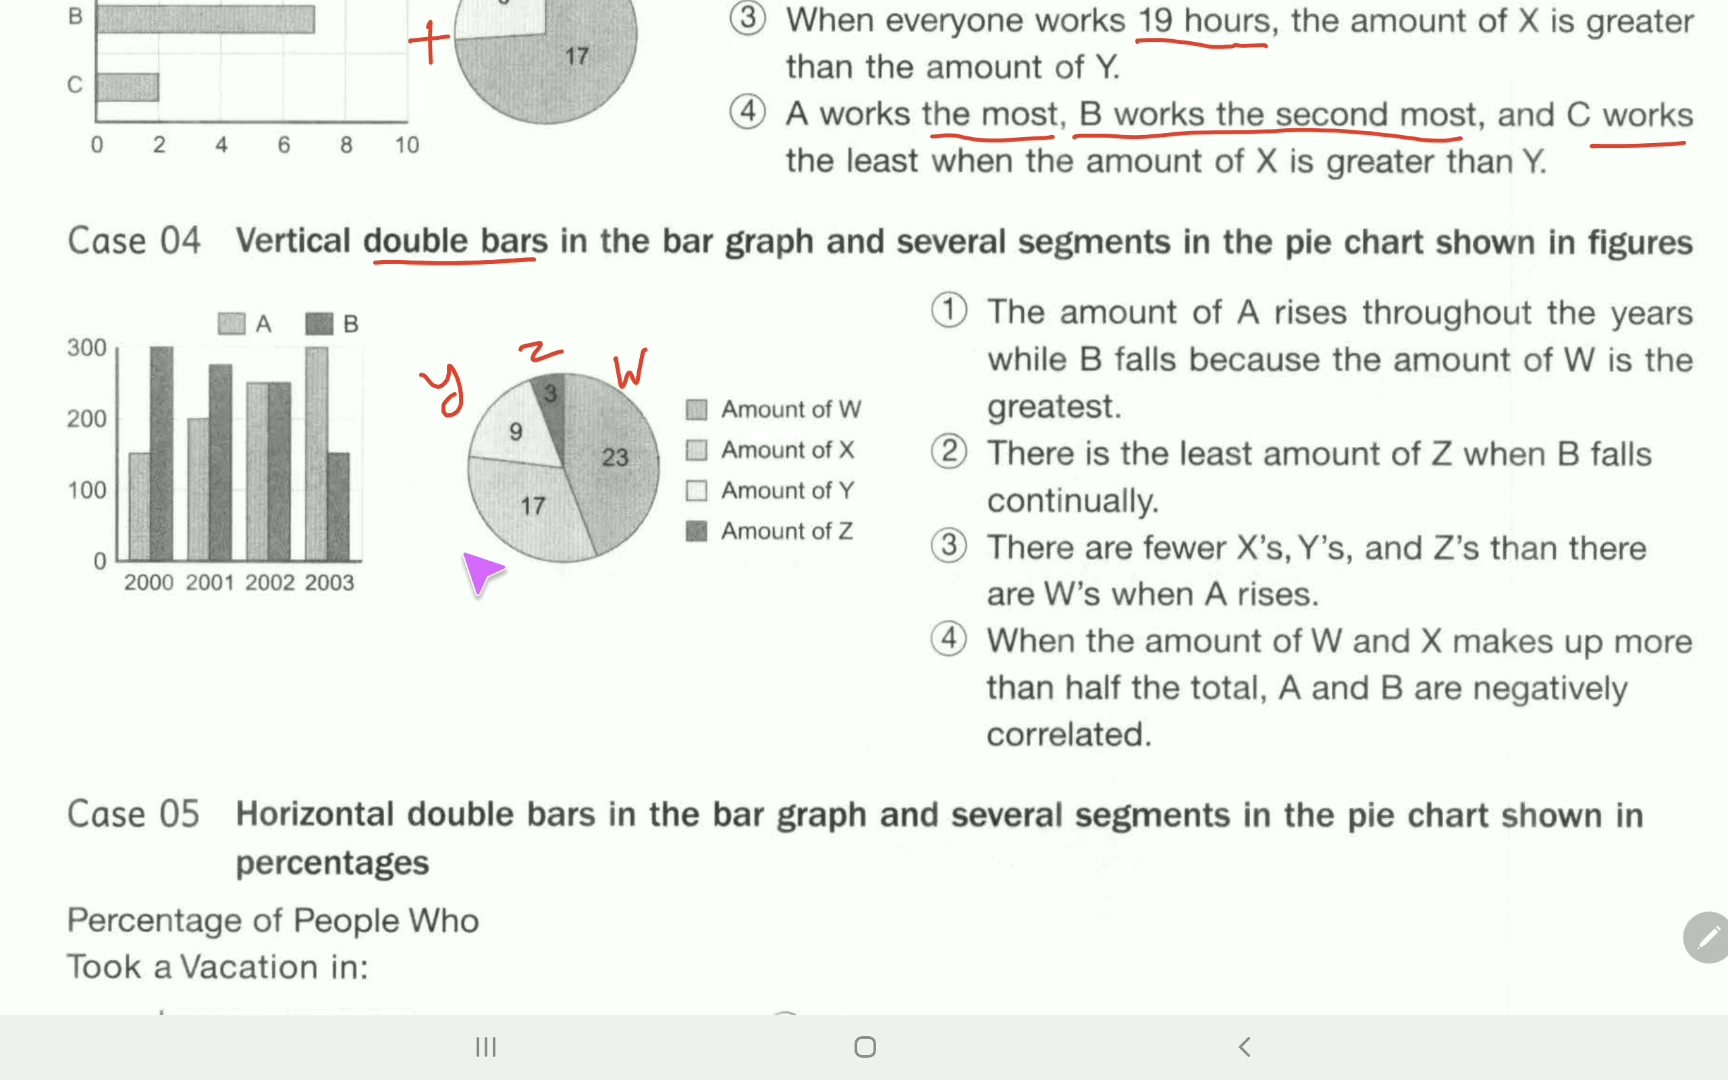 B
C
0 2 4 6 8 10
+
17
③ When everyone works 19 hours, the amount of X is greater
than the amount of Y.
④ A works the most, B works the second most, and C works
the least when the amount of X is greater than Y.
Case 04 Vertical double bars in the bar graph and several segments in the pie chart shown in figures
A B
300
200
100
0
2000 2001 2002 2003
y z W
3
9
23
17
Amount of W
Amount of X
Amount of Y
Amount of Z
① The amount of A rises throughout the years
while B falls because the amount of W is the
greatest.
② There is the least amount of Z when B falls
continually.
③ There are fewer X's, Y's, and Z's than there
are W's when A rises.
④ When the amount of W and X makes up more
than half the total, A and B are negatively
correlated.
Case 05 Horizontal double bars in the bar graph and several segments in the pie chart shown in
percentages
Percentage of People Who
Took a Vacation in: